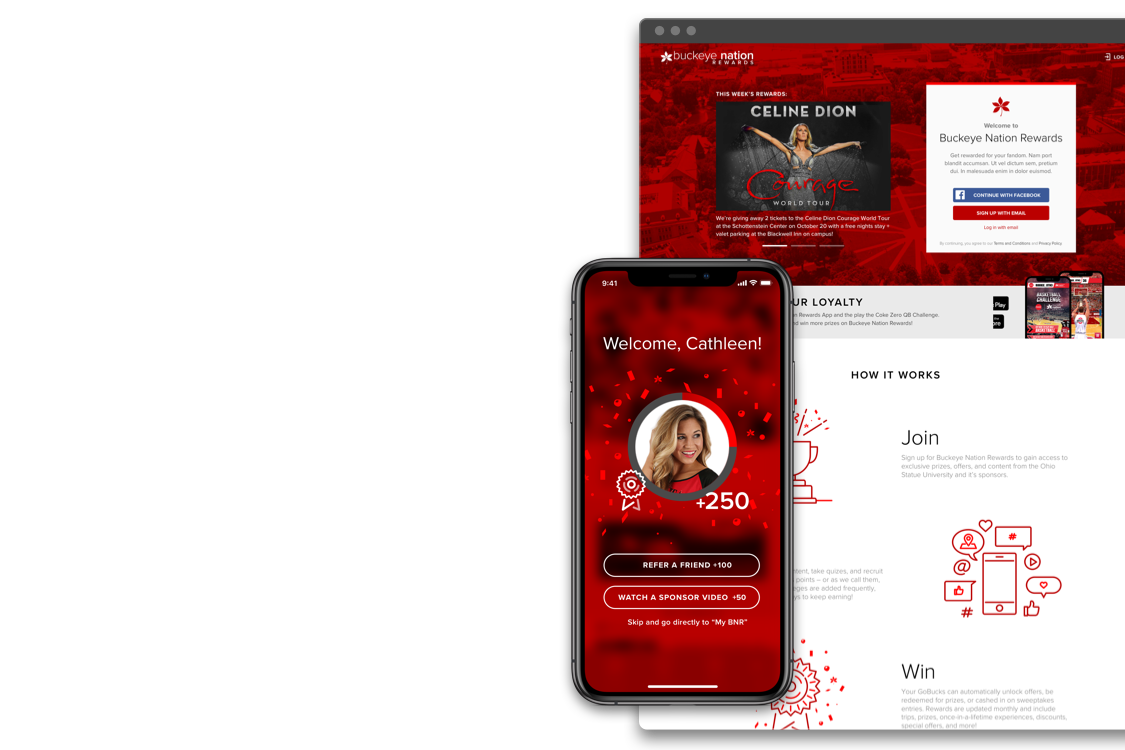 buckeye nation
REWARDS
LOG
THIS WEEK'S REWARDS:
CELINE DION
Courage
WORLD TOUR
We're giving away 2 tickets to the Celine Dion Courage World Tour
at the Schottenstein Center on October 20 with a free nights stay +
valet parking at the Blackwell Inn on campus!
Welcome to
Buckeye Nation Rewards
Get rewarded for your fandom. Nam port
blandit accumsan. Ut vel dictum sem, pretium
dui. In malesuada enim in dolor euismod.
CONTINUE WITH FACEBOOK
SIGN UP WITH EMAIL
Log in with email
By continuing, you agree to our Terms and Conditions and Privacy Policy
UR LOYALTY
n Rewards App and the play the Coke Zero QB Challenge.
nd win more prizes on Buckeye Nation Rewards!
Play
ore
BASKETBALL
CHALLENGE
HOW IT WORKS
Join
Sign up for Buckeye Nation Rewards to gain access to
exclusive prizes, offers, and content from the Ohio
Statue University and it's sponsors.
tent, take quizes, and recruit
points – or as we call them,
ges are added frequently,
ys to keep earning!
#
@
#
Win
Your GoBucks can automatically unlock offers, be
redeemed for prizes, or cashed in on sweepstakes
entries. Rewards are updated monthly and include
trips, prizes, once-in-a-lifetime experiences, discounts,
special offers, and more!
9:41
Welcome, Cathleen!
+250
REFER A FRIEND +100
WATCH A SPONSOR VIDEO +50
Skip and go directly to "My BNR"